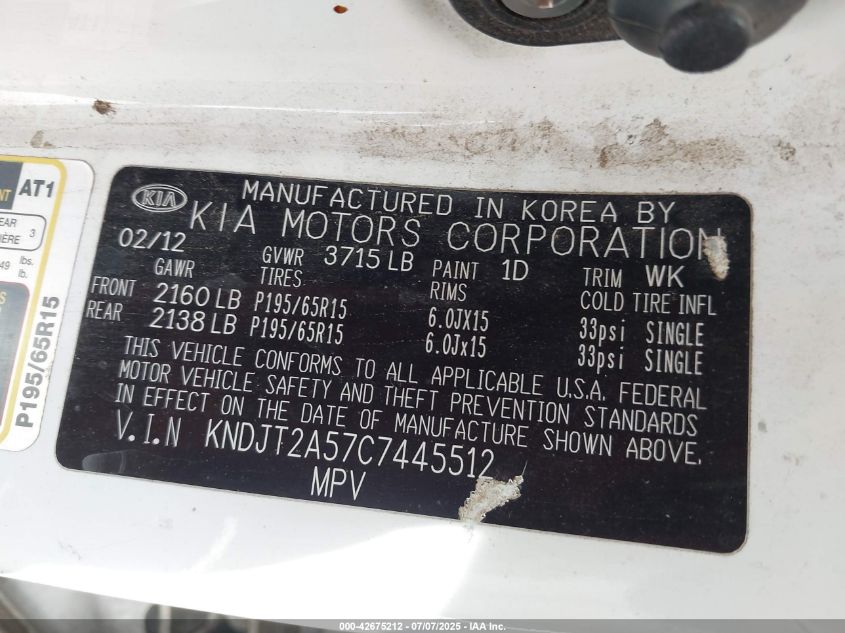 KIA
MANUFACTURED IN KOREA BY
KIA MOTORS CORPORATION
02/12 GVWR 3715 LB PAINT 1D TRIM WK
GAWR TIRES RIMS COLD TIRE INFL
FRONT 2160 LB P195/65R15 6.0JX15 33psi SINGLE
REAR 2138 LB P195/65R15 6.0Jx15 33psi SINGLE
THIS VEHICLE CONFORMS TO ALL APPLICABLE U.S.A. FEDERAL
MOTOR VEHICLE SAFETY AND THEFT PREVENTION STANDARDS
IN EFFECT ON THE DATE OF MANUFACTURE SHOWN ABOVE.
V.I.N KNDJT2A57C7445512
MPV
AT1
3
lbs.
lb.
P195/65R15
000-42675212 - 07/07/2025 - IAA Inc.